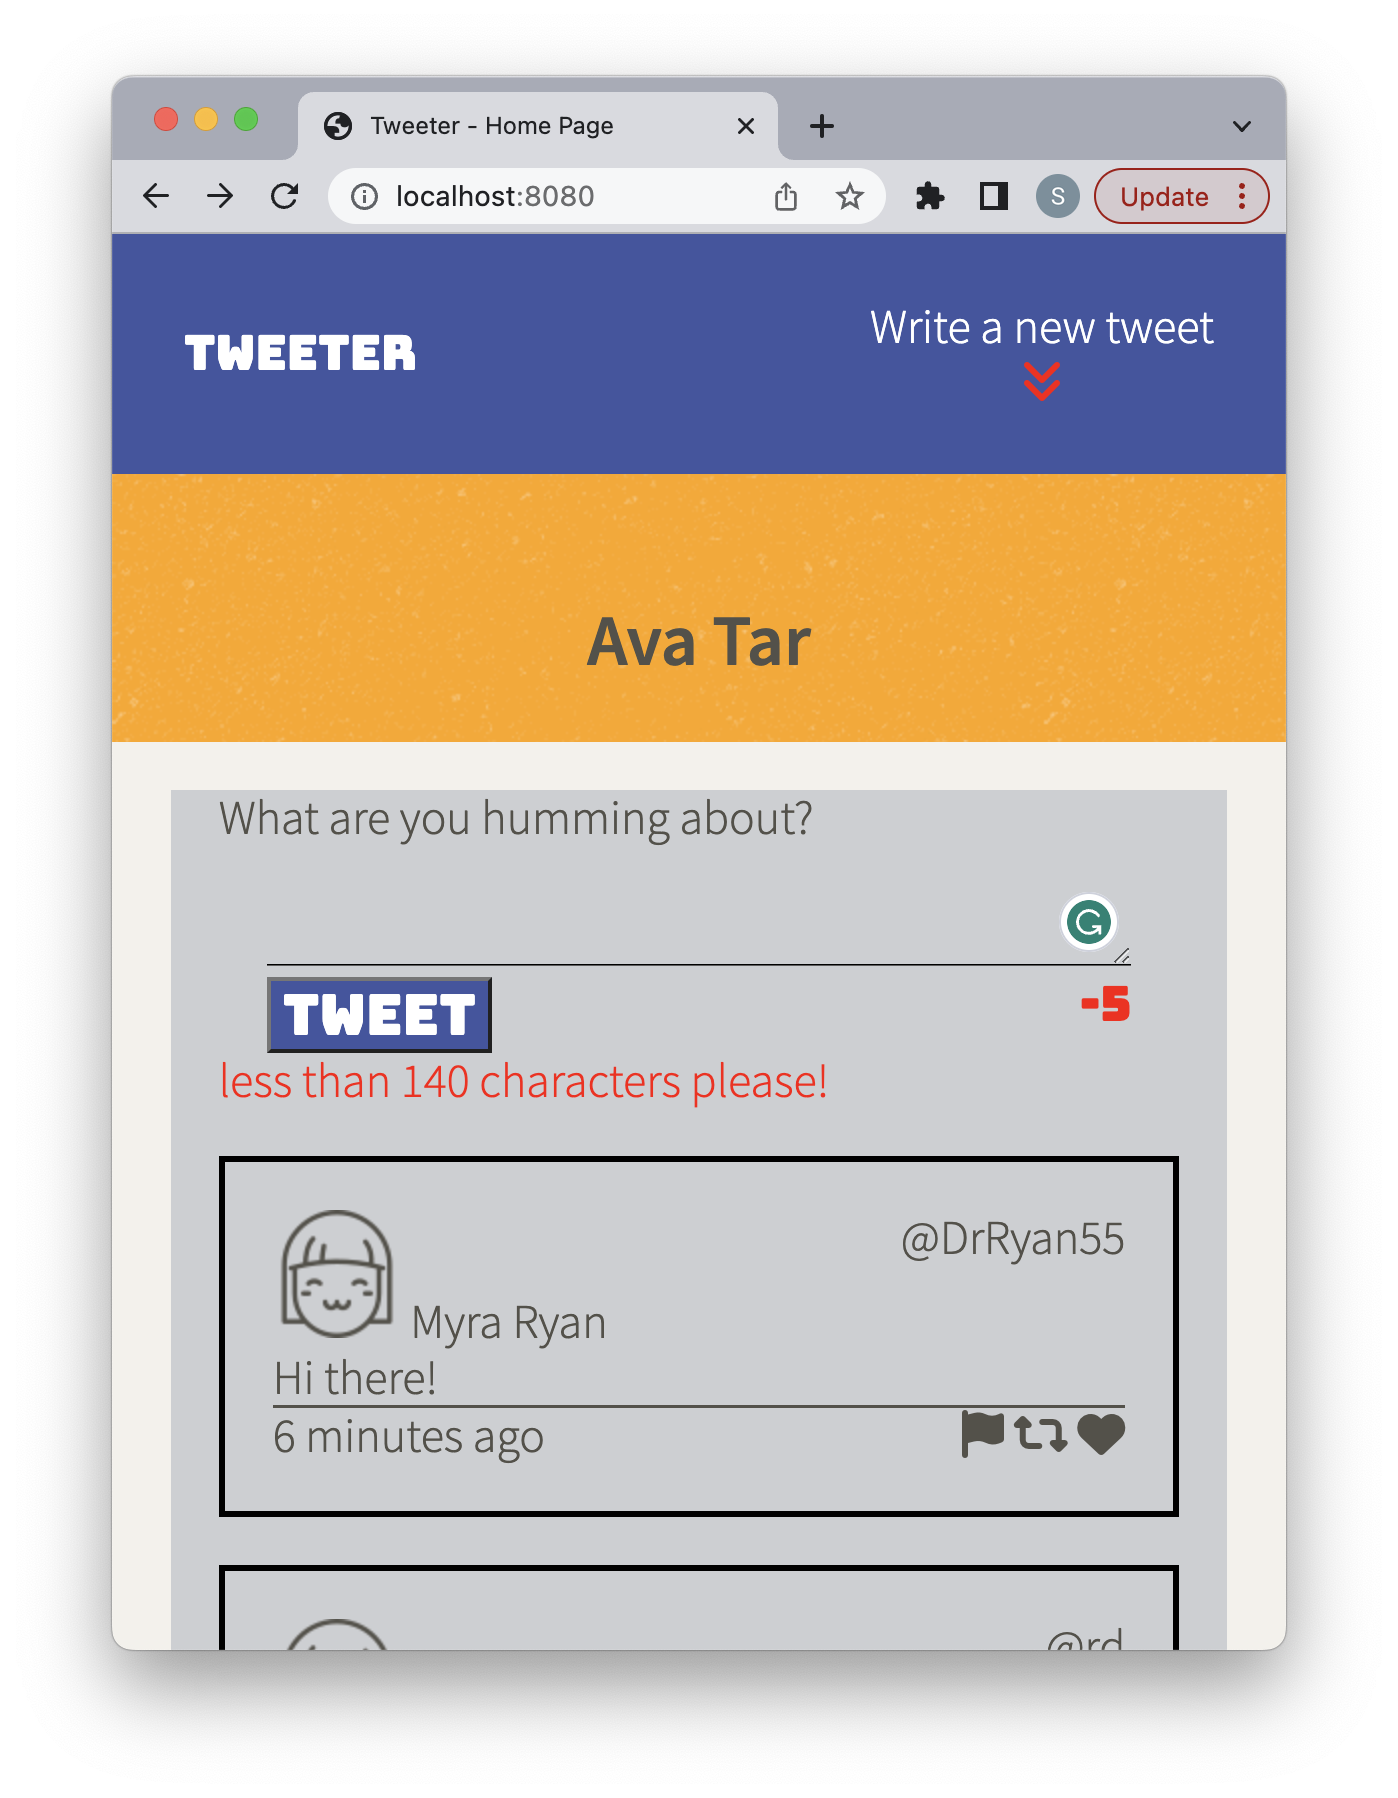 Tweeter - Home Page
localhost:8080
S
Update
Write a new tweet
TWEETER
Ava Tar
What are you humming about?
G
TWEET
-5
less than 140 characters please!
@DrRyan55
Myra Ryan
Hi there!
6 minutes ago
@rd